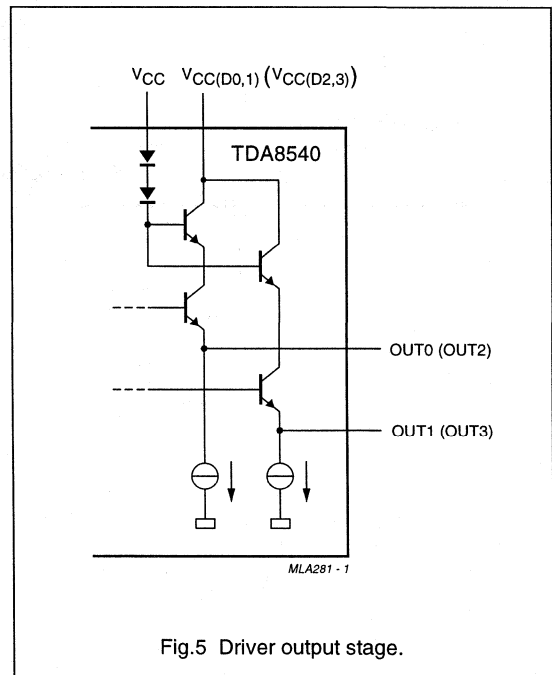 VCC VCC(D0,1) (VCC(D2,3))
TDA8540
OUT0 (OUT2)
OUT1 (OUT3)
MLA281 - 1
Fig.5 Driver output stage.